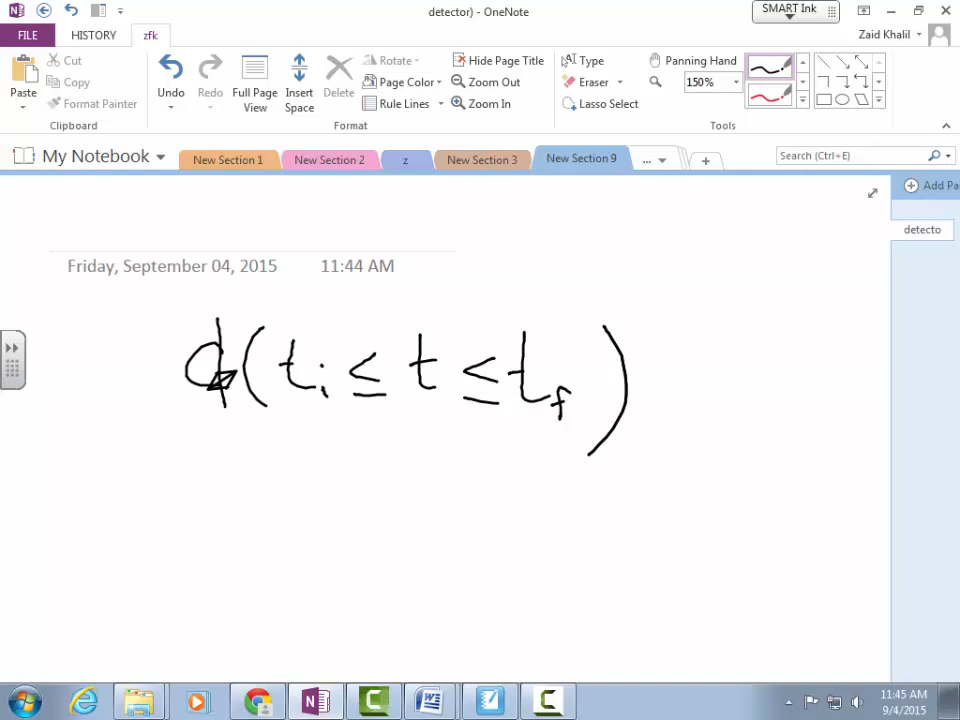 detector) - OneNote
SMART Ink
FILE
HISTORY
zfk
Zaid Khalil
Paste
Cut
Copy
Format Painter
Clipboard
Undo
Redo
Full Page View
Insert Space
Delete
Rotate
Page Color
Rule Lines
Format
Hide Page Title
Zoom Out
Zoom In
Type
Eraser
Lasso Select
Panning Hand
150%
Tools
My Notebook
New Section 1
New Section 2
z
New Section 3
New Section 9
...
Search (Ctrl+E)
Add Pa
detecto
Friday, September 04, 2015 11:44 AM
d(t_i ≤ t ≤ t_f)
11:45 AM
9/4/2015